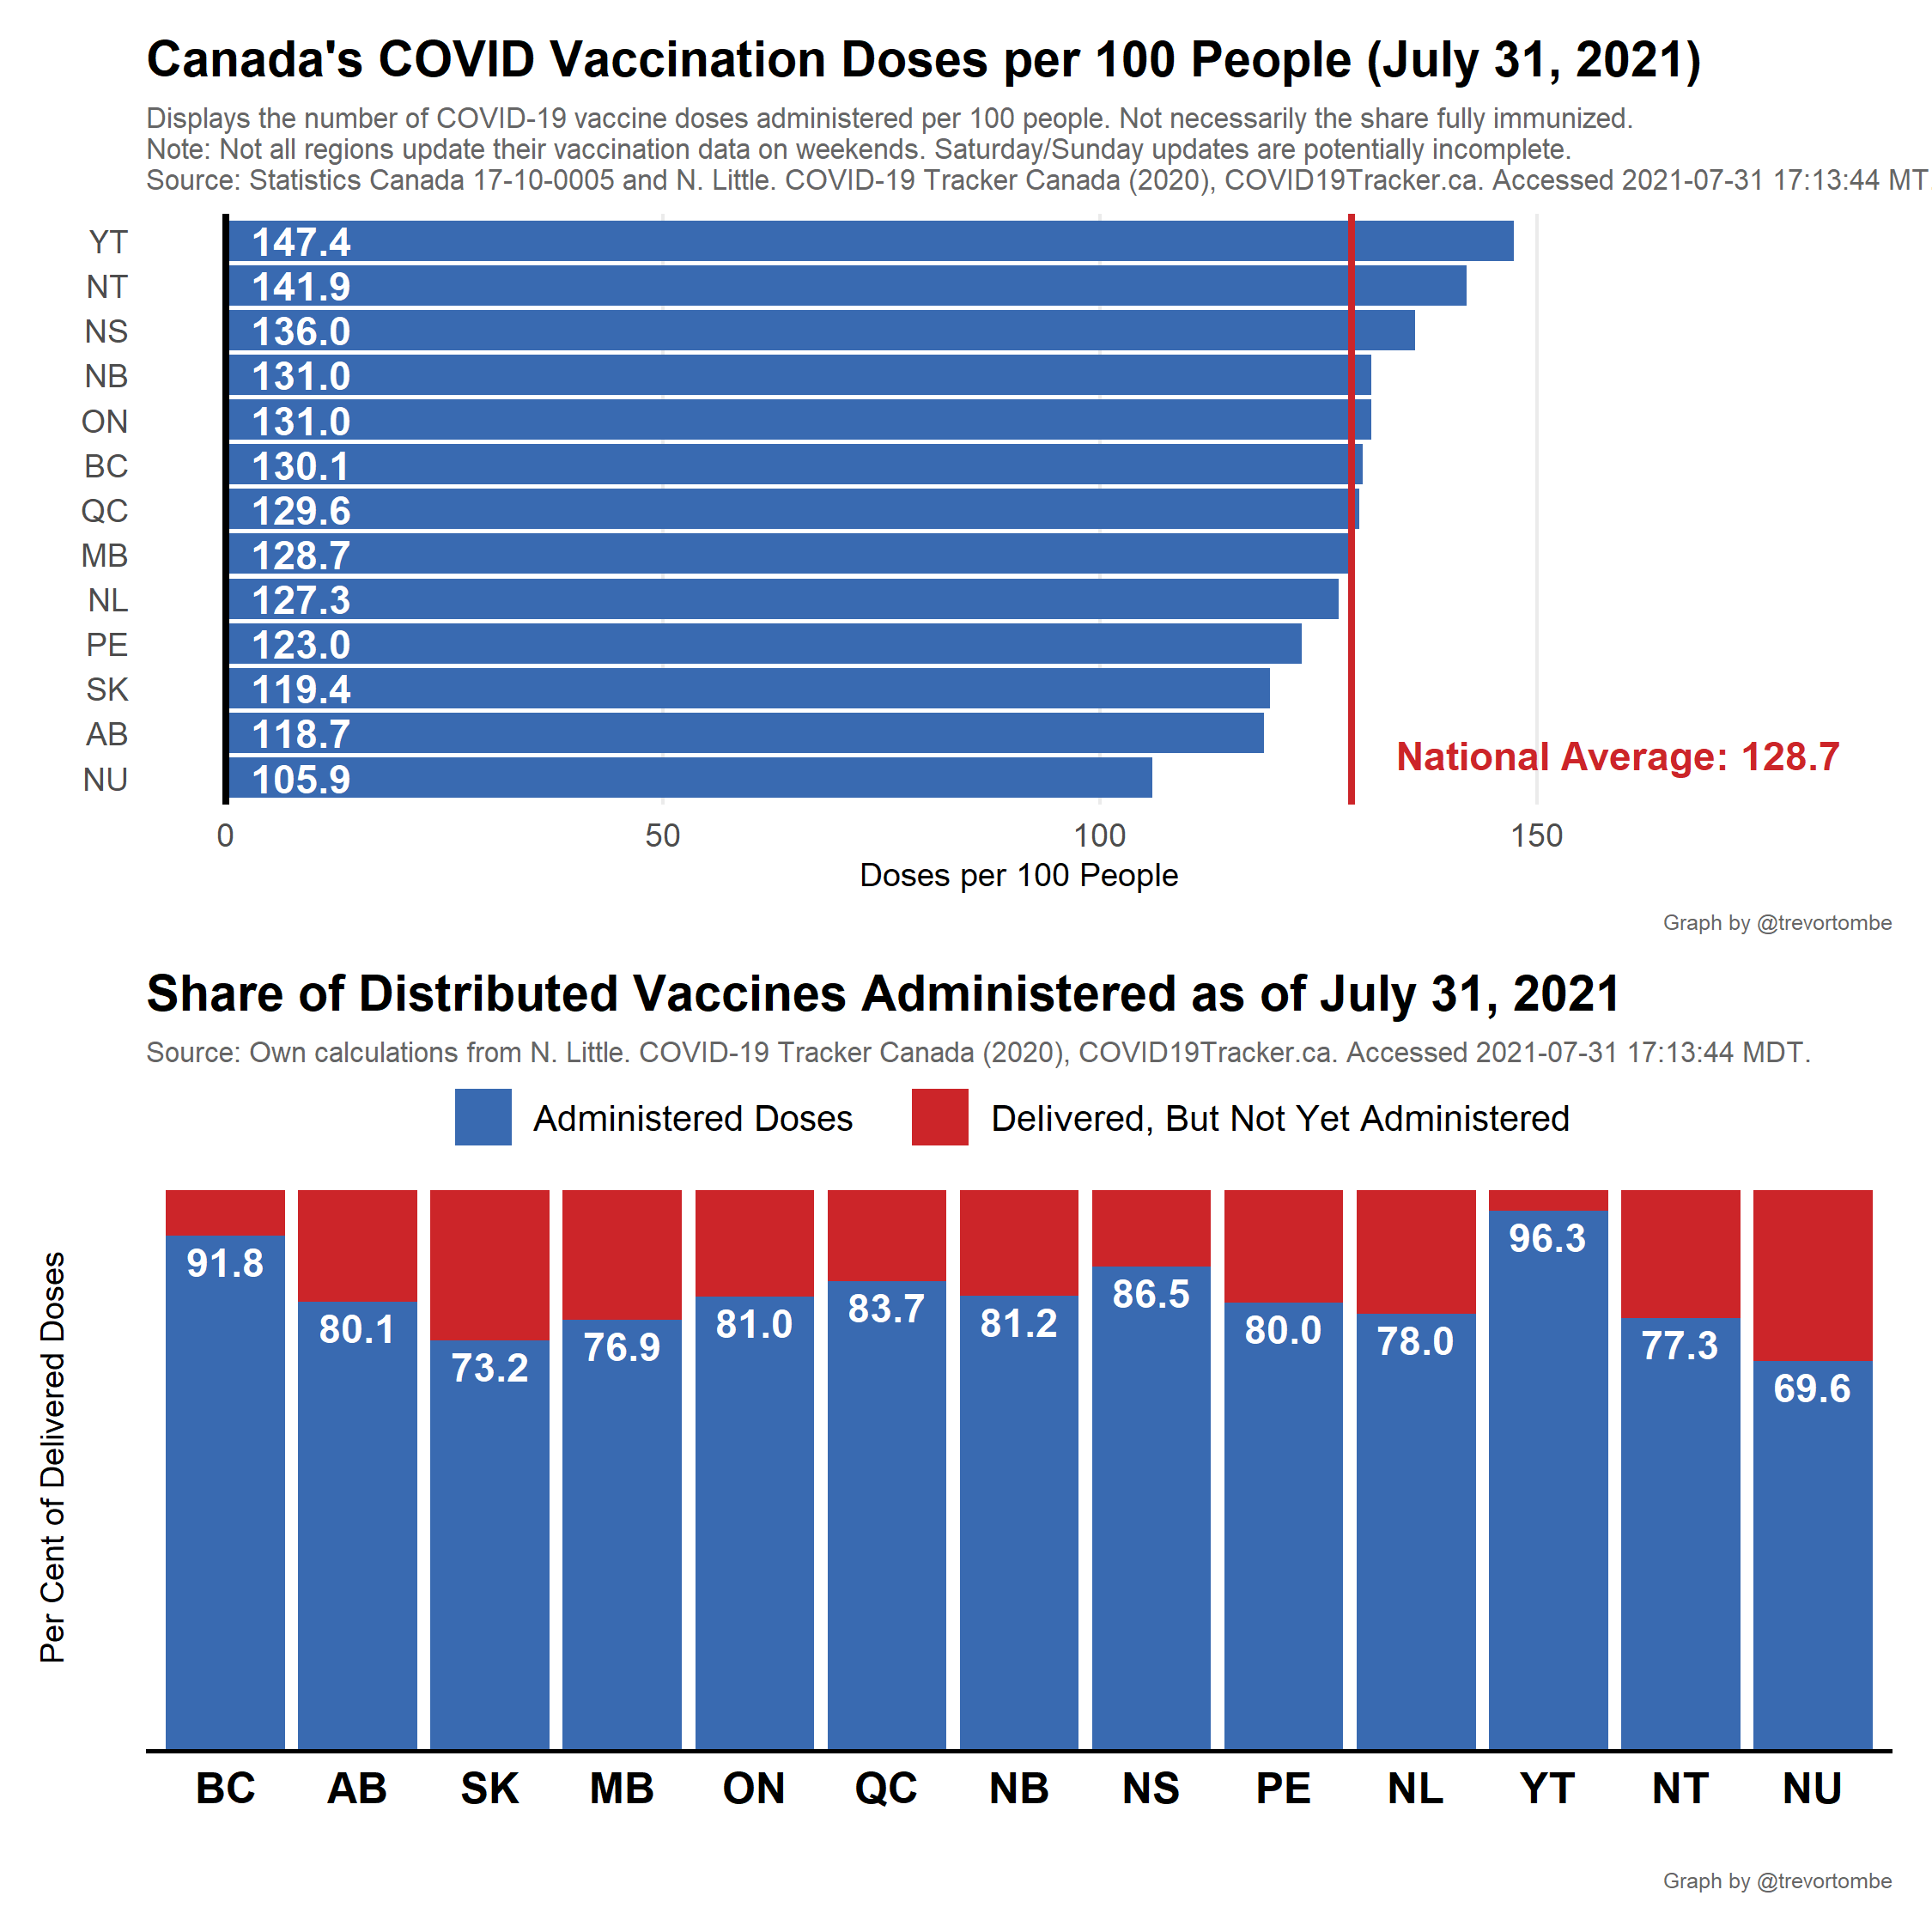 Canada's COVID Vaccination Doses per 100 People (July 31, 2021)
Displays the number of COVID-19 vaccine doses administered per 100 people. Not necessarily the share fully immunized.
Note: Not all regions update their vaccination data on weekends. Saturday/Sunday updates are potentially incomplete.
Source: Statistics Canada 17-10-0005 and N. Little. COVID-19 Tracker Canada (2020), COVID19Tracker.ca. Accessed 2021-07-31 17:13:44 MT
YT 147.4
NT 141.9
NS 136.0
NB 131.0
ON 131.0
BC 130.1
QC 129.6
MB 128.7
NL 127.3
PE 123.0
SK 119.4
AB 118.7
National Average: 128.7
NU 105.9
0 50 100 150
Doses per 100 People
Graph by @trevortombe
Share of Distributed Vaccines Administered as of July 31, 2021
Source: Own calculations from N. Little. COVID-19 Tracker Canada (2020), COVID19Tracker.ca. Accessed 2021-07-31 17:13:44 MDT.
Administered Doses Delivered, But Not Yet Administered
Per Cent of Delivered Doses
91.8 80.1 73.2 76.9 81.0 83.7 81.2 86.5 80.0 78.0 96.3 77.3 69.6
BC AB SK MB ON QC NB NS PE NL YT NT NU
Graph by @trevortombe